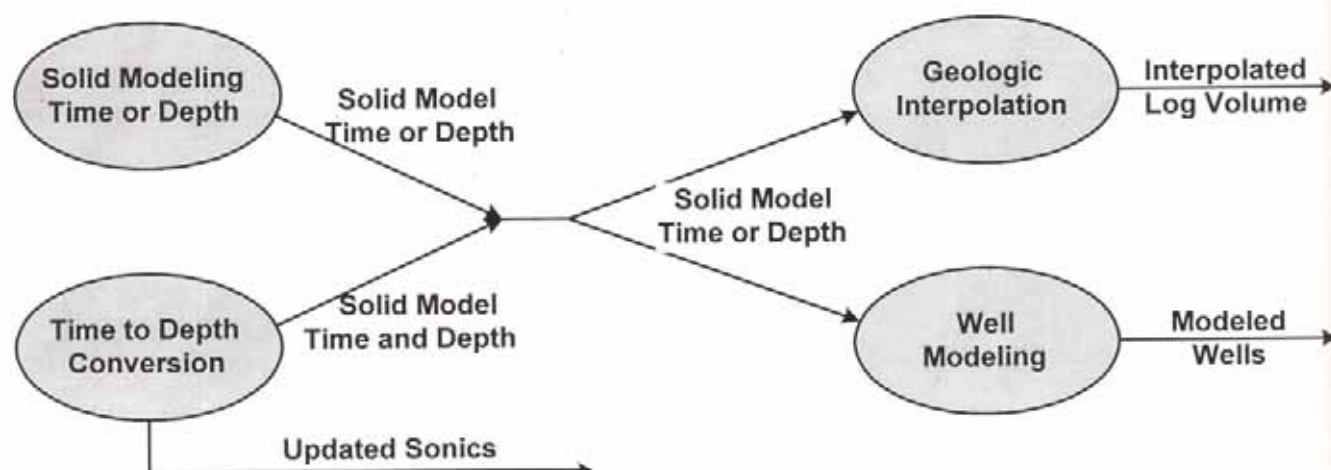 Solid Modeling
Time or Depth
Solid Model
Time or Depth
Geologic
Interpolation
Interpolated
Log Volume
Solid Model
Time or Depth
Time to Depth
Conversion
Solid Model
Time and Depth
Well
Modeling
Modeled
Wells
Updated Sonics